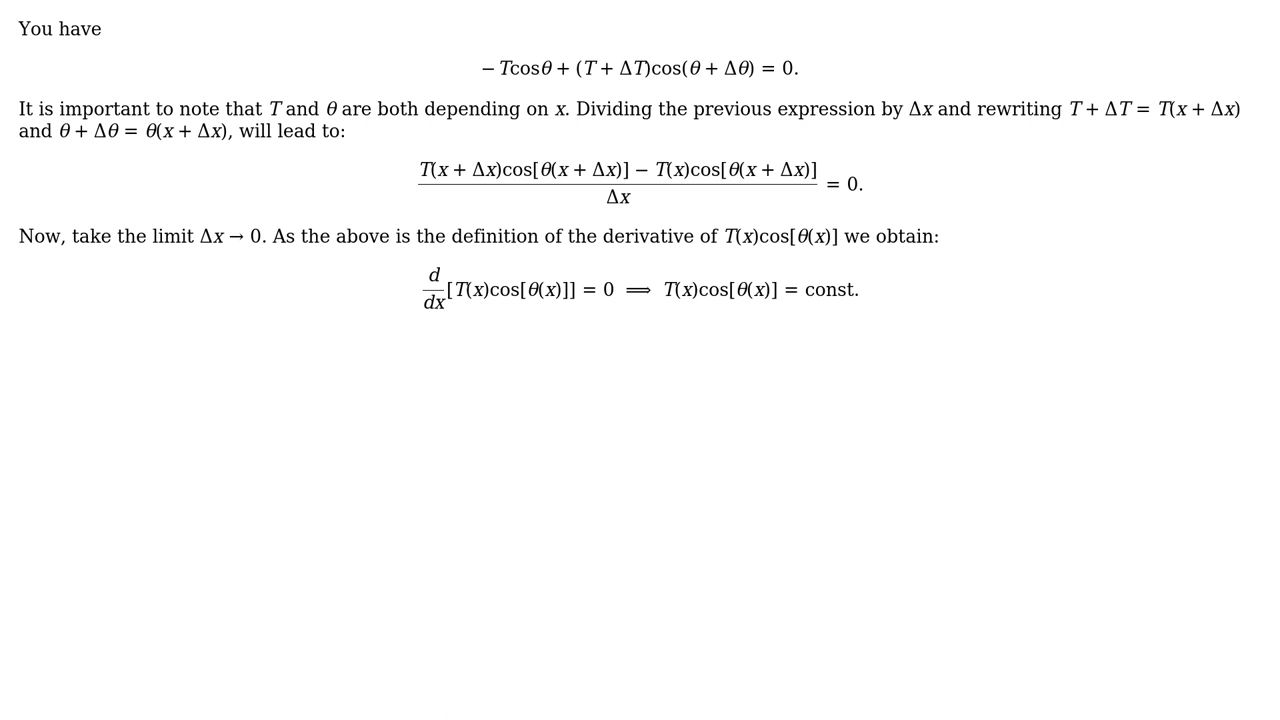 You have
− Tcosθ + (T + ΔT)cos(θ + Δθ) = 0.
It is important to note that T and θ are both depending on x. Dividing the previous expression by Δx and rewriting T + ΔT = T(x + Δx)
and θ + Δθ = θ(x + Δx), will lead to:
T(x + Δx)cos[θ(x + Δx)] − T(x)cos[θ(x + Δx)]
Δx
= 0.
Now, take the limit Δx → 0. As the above is the definition of the derivative of T(x)cos[θ(x)] we obtain:
d
dx
[T(x)cos[θ(x)]] = 0 ⟹ T(x)cos[θ(x)] = const.